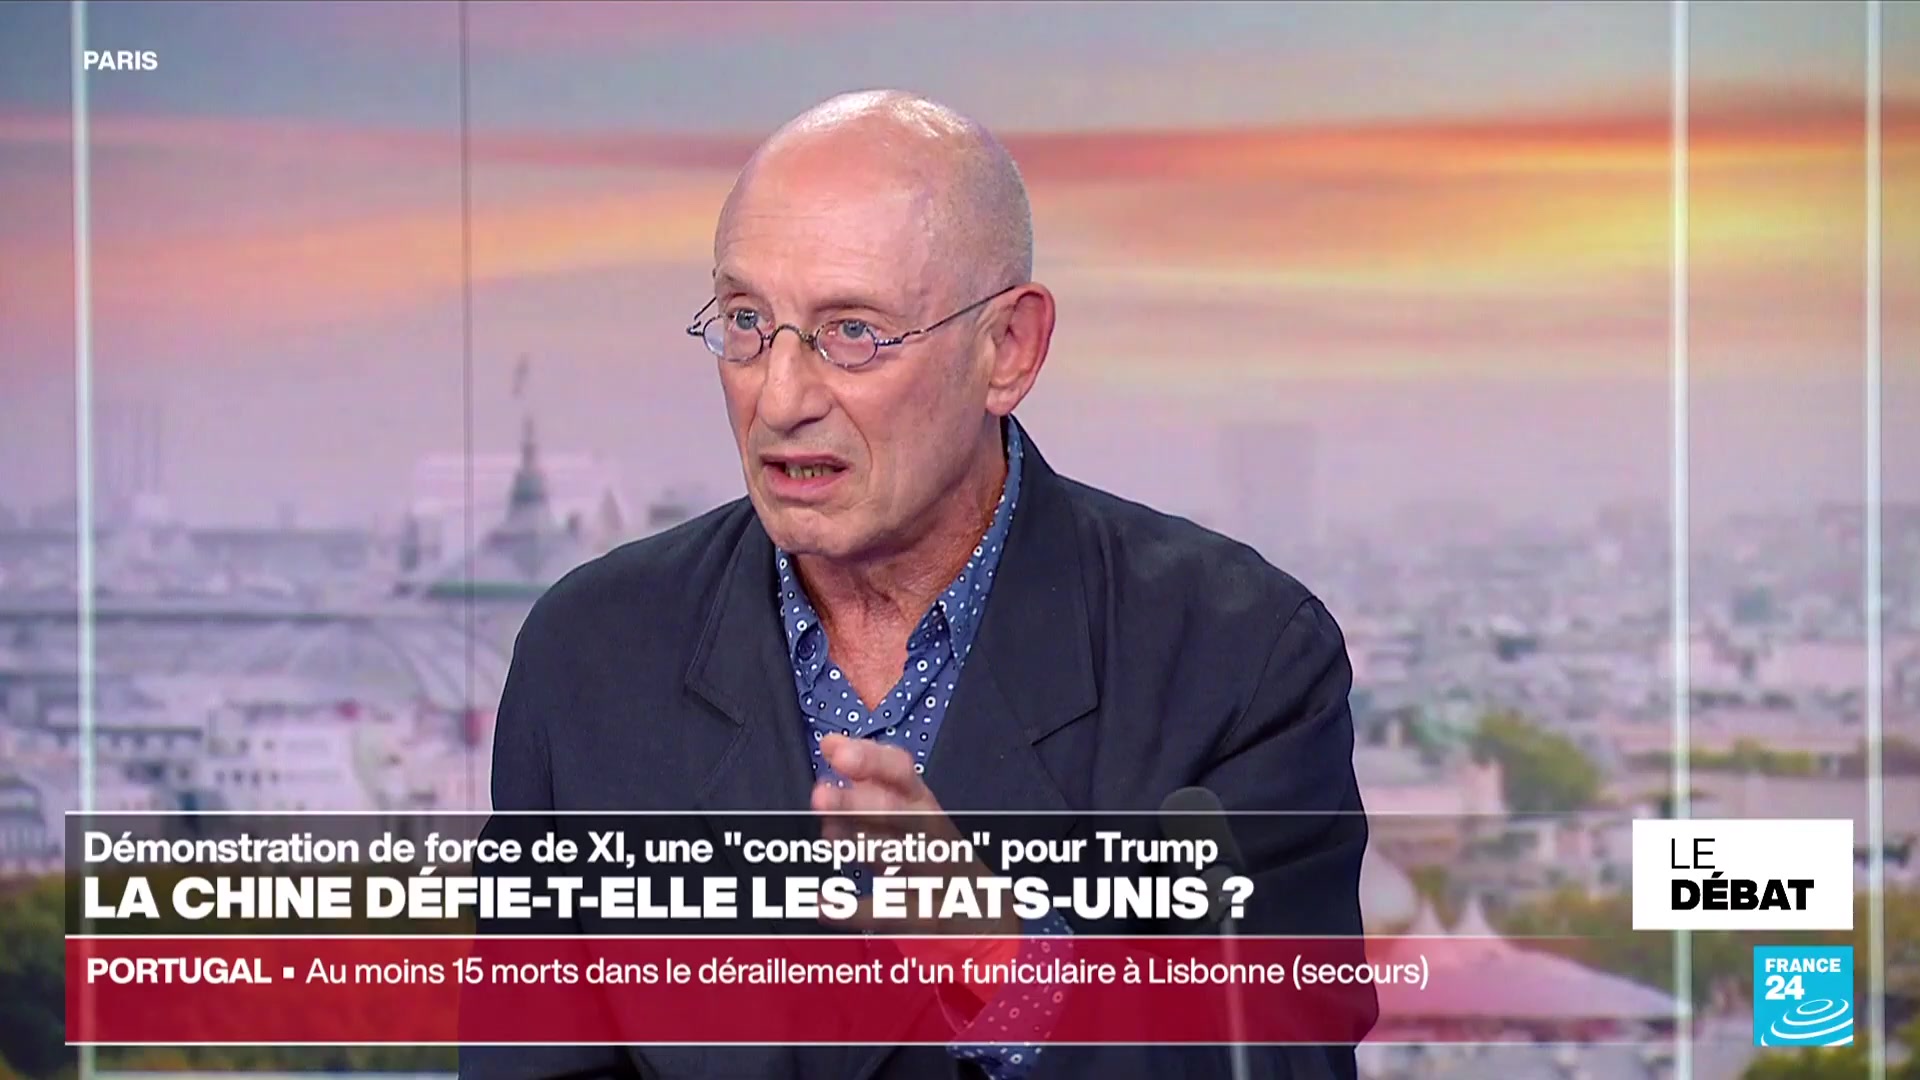 PARIS
Démonstration de force de XI, une "conspiration" pour Trump
LA CHINE DÉFIE-T-ELLE LES ÉTATS-UNIS ?
LE
DÉBAT
PORTUGAL ▪ Au moins 15 morts dans le déraillement d'un funiculaire à Lisbonne (secours)
FRANCE
24